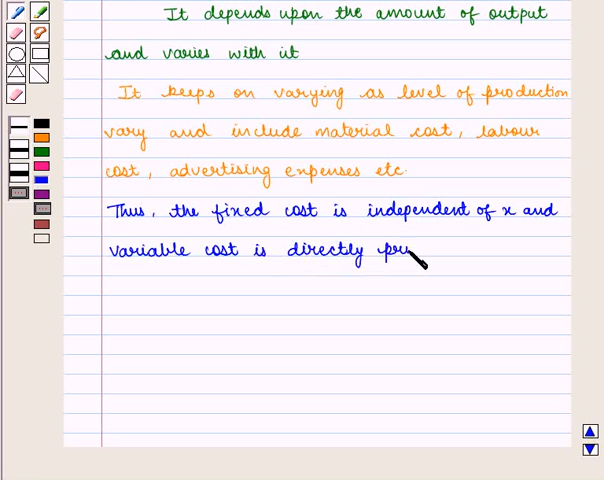 It depends upon the amount of output
and varies with it
It keeps on varying as level of production
vary and include material cost, labour
cost, advertising expenses etc.
Thus, the fixed cost is independent of x and
variable cost is directly pr